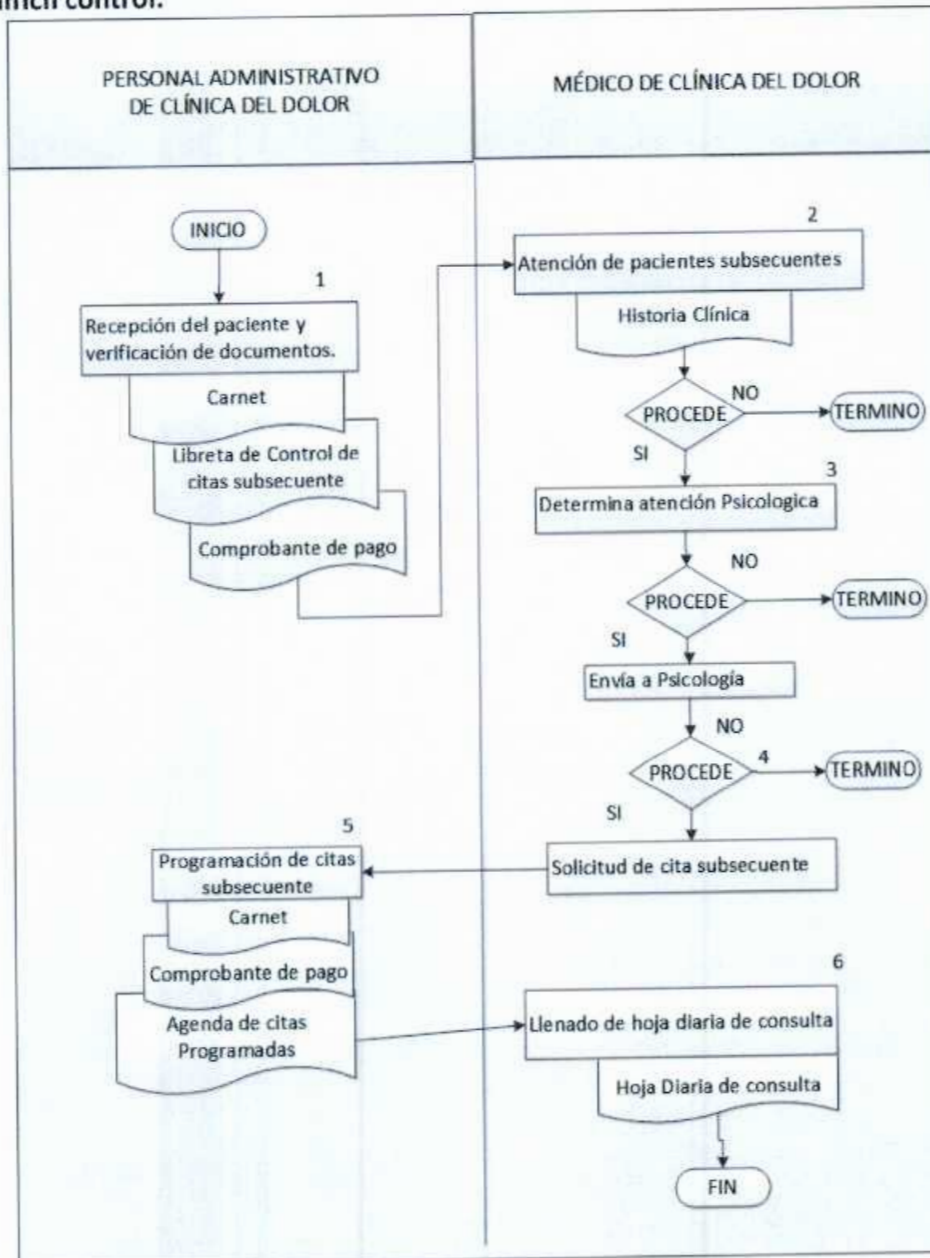 control.
PERSONAL ADMINISTRATIVO
DE CLÍNICA DEL DOLOR
MÉDICO DE CLÍNICA DEL DOLOR
INICIO
1
Recepción del paciente y
verificación de documentos.
Carnet
Libreta de Control de
citas subsecuente
Comprobante de pago
2
Atención de pacientes subsecuentes
Historia Clínica
PROCEDE
NO
TERMINO
SI
3
Determina atención Psicologica
NO
PROCEDE
TERMINO
SI
Envía a Psicología
NO
PROCEDE
4
TERMINO
SI
Solicitud de cita subsecuente
5
Programación de citas
subsecuente
Carnet
Comprobante de pago
Agenda de citas
Programadas
6
Llenado de hoja diaria de consulta
Hoja Diaria de consulta
FIN